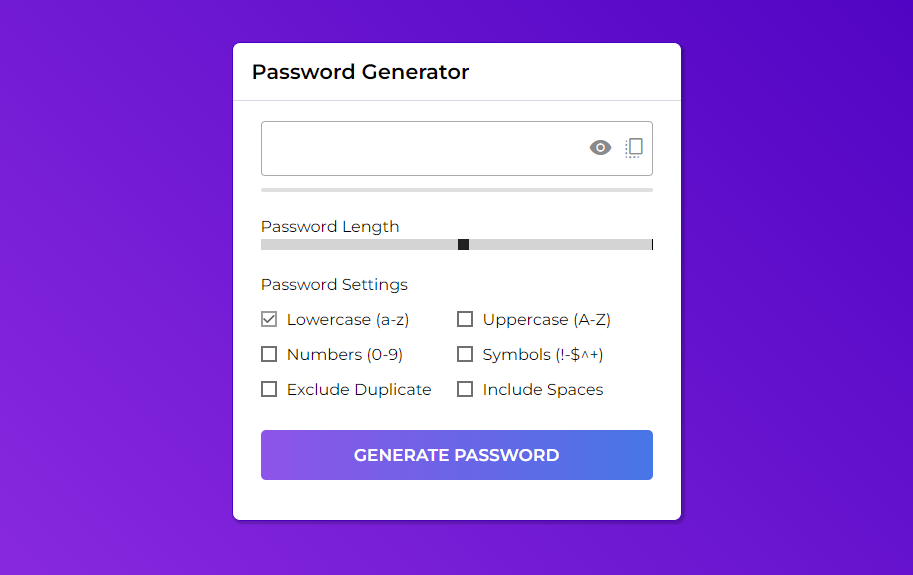 Password Generator
Password Length
Password Settings
Lowercase (a-z) Uppercase (A-Z)
Numbers (0-9) Symbols (!-$^+)
Exclude Duplicate Include Spaces
GENERATE PASSWORD